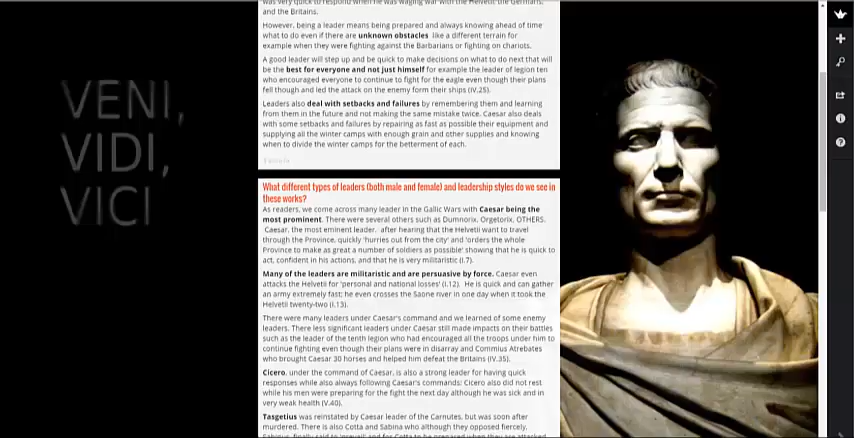 VENI,
VIDI,
VICI
was very quick to respond when he was waging war with the Helvetii, the Germans,
and the Britains.
However, being a leader means being prepared and always knowing ahead of time
what to do even if there are unknown obstacles like a different terrain for
example when they were fighting against the Barbarians or fighting on chariots.
A good leader will step up and be quick to make decisions on what to do next that will
be the best for everyone and not just himself for example the leader of legion ten
who encouraged everyone to continue to fight for the eagle even though their plans
fell though and led the attack on the enemy form their ships (IV.25).
Leaders also deal with setbacks and failures by remembering them and learning
from them in the future and not making the same mistake twice. Caesar also deals
with some setbacks and failures by repairing as fast as possible their equipment and
supplying all the winter camps with enough grain and other supplies and knowing
when to divide the winter camps for the betterment of each.
What different types of leaders (both male and female) and leadership styles do we see in
these works?
As readers, we come across many leader in the Gallic Wars with Caesar being the
most prominent. There were several others such as Dumnorix, Orgetorix, OTHERS.
Caesar, the most eminent leader, after hearing that the Helvetii want to travel
through the Province, quickly 'hurries out from the city' and 'orders the whole
Province to make as great a number of soldiers as possible' showing that he is quick to
act, confident in his actions, and that he is very militaristic (I.7).
Many of the leaders are militaristic and are persuasive by force. Caesar even
attacks the Helvetii for 'personal and national losses' (I.12). He is quick and can gather
an army extremely fast; he even crosses the Saone river in one day when it took the
Helvetii twenty-two (I.13).
There were many leaders under Caesar's command and we learned of some enemy
leaders. There less significant leaders under Caesar still made impacts on their battles
such as the leader of the tenth legion who had encouraged all the troops under him to
continue fighting even though their plans were in disarray and Commius Atrebates
who brought Caesar 30 horses and helped him defeat the Britains (IV.35).
Cicero, under the command of Caesar, is also a strong leader for having quick
responses while also always following Caesar's commands; Cicero also did not rest
while his men were preparing for the fight the next day although he was sick and in
very weak health (V.40).
Tasgetius was reinstated by Caesar leader of the Carnutes, but was soon after
murdered. There is also Cotta and Sabina who although they opposed fiercely,
Sabinus, finally said to 'prevail' and for Cotta to be prepared when they are attacked